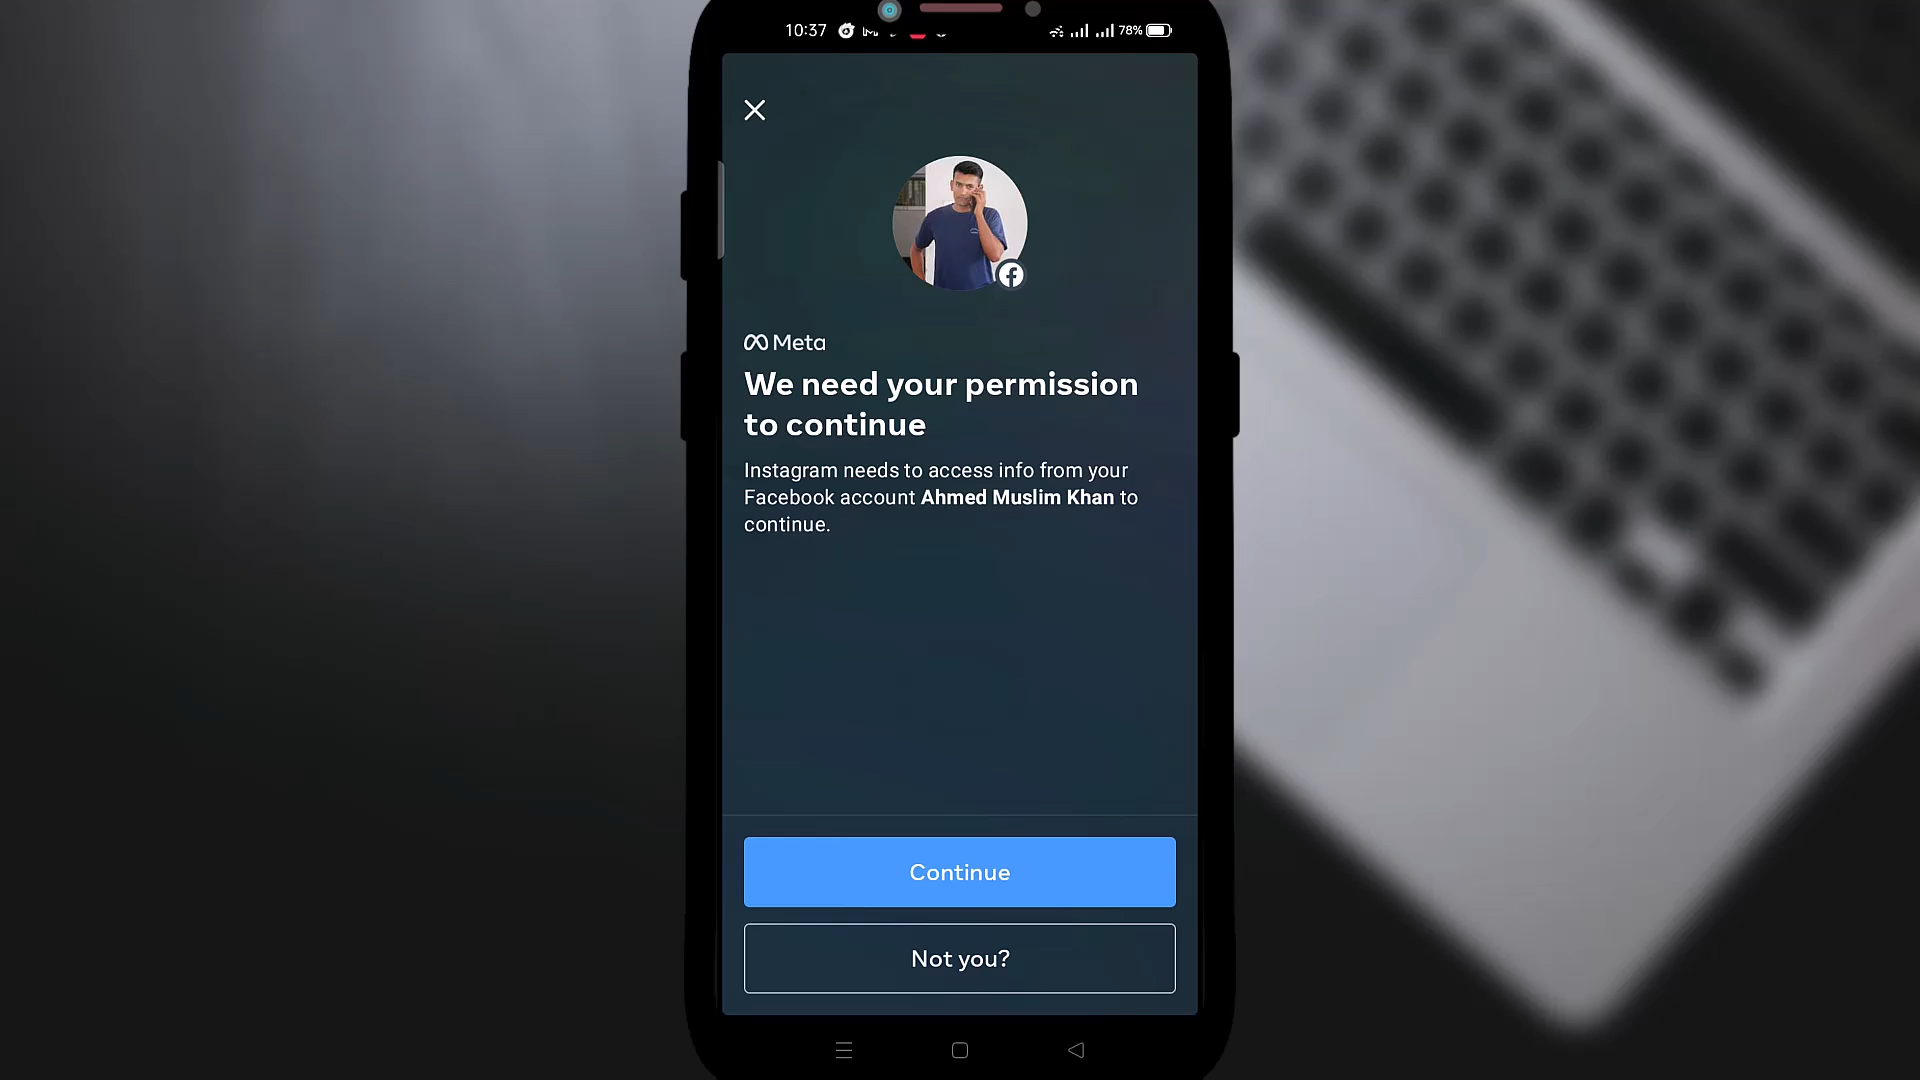 10:37
78%
Meta
We need your permission
to continue
Instagram needs to access info from your
Facebook account Ahmed Muslim Khan to
continue.
Continue
Not you?